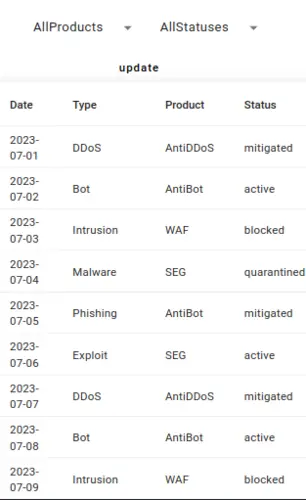 AllProducts AllStatuses
update
Date Type Product Status
2023-
07-01 DDoS AntiDDoS mitigated
2023-
07-02 Bot AntiBot active
2023-
07-03 Intrusion WAF blocked
2023-
07-04 Malware SEG quarantined
2023-
07-05 Phishing AntiBot mitigated
2023-
07-06 Exploit SEG active
2023-
07-07 DDoS AntiDDoS mitigated
2023-
07-08 Bot AntiBot active
2023-
07-09 Intrusion WAF blocked